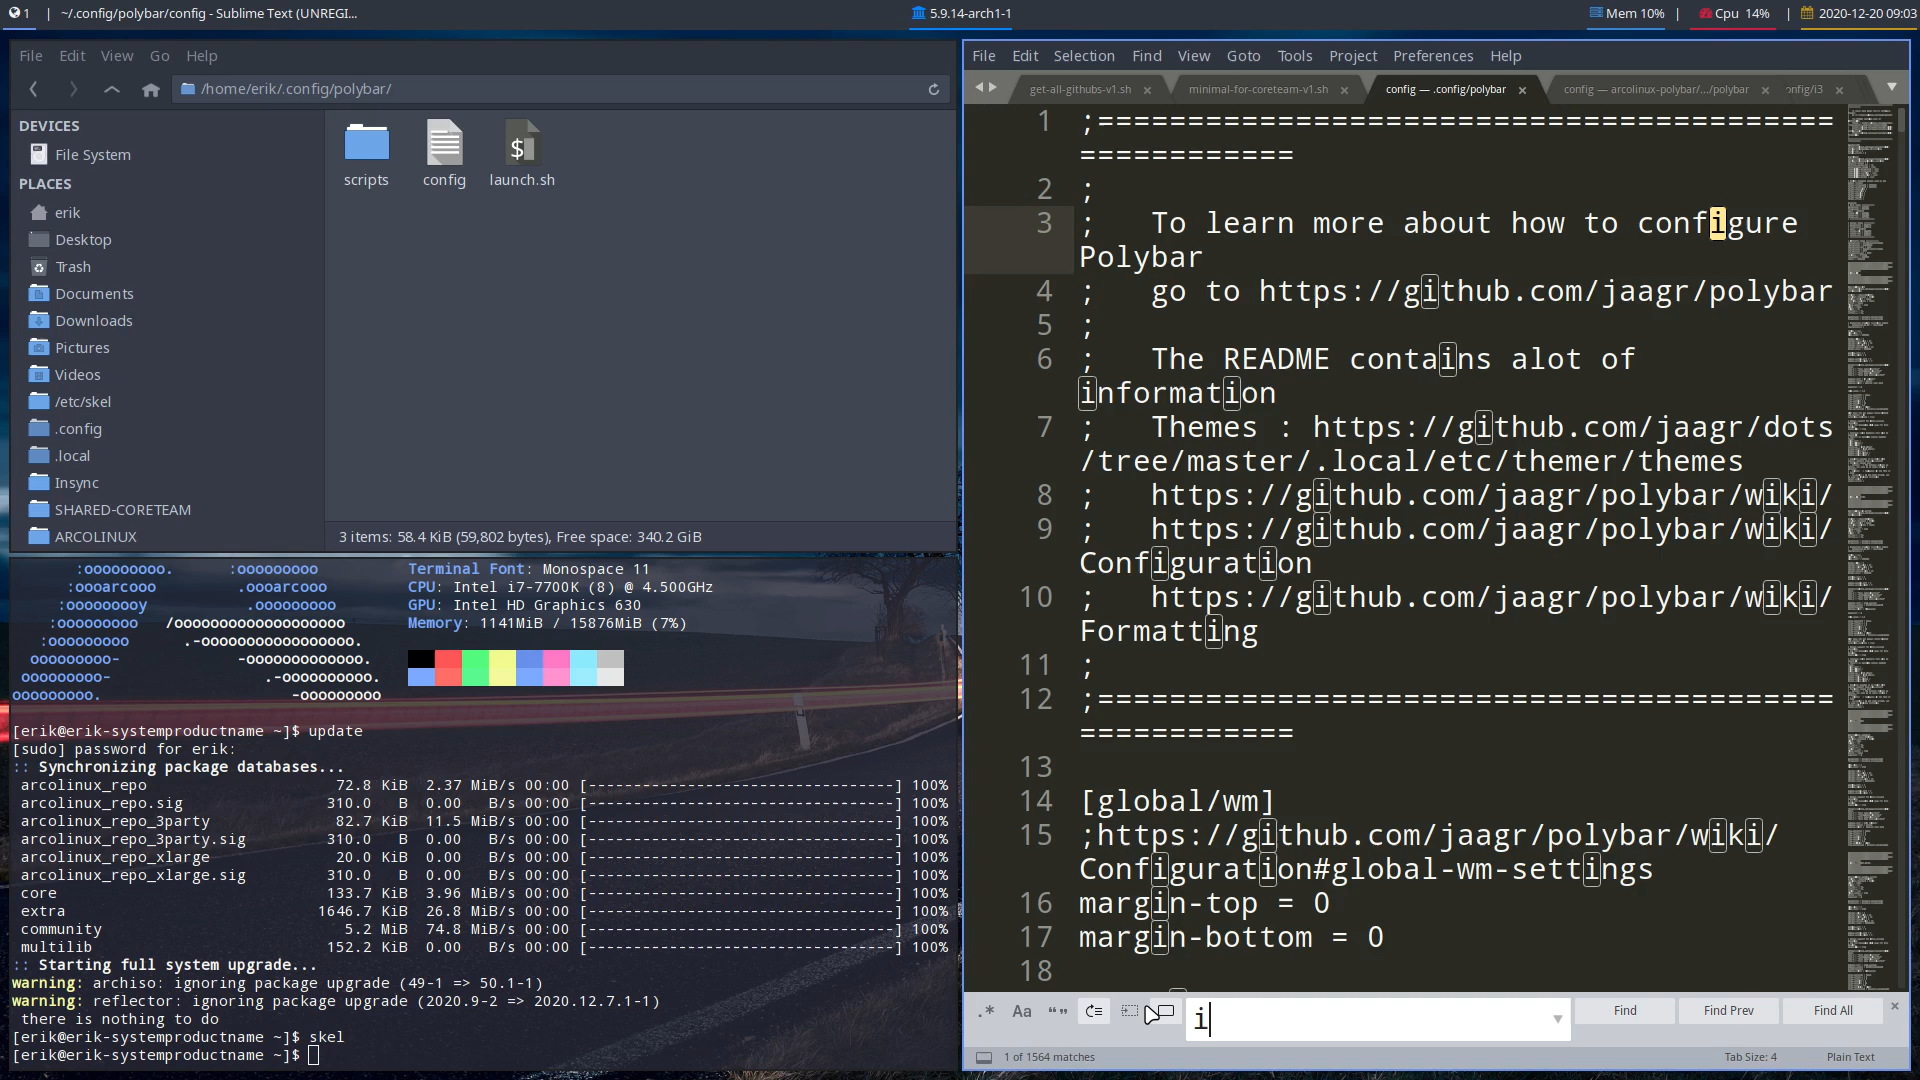 1 | ~/.config/polybar/config - Sublime Text (UNREGI...
5.9.14-arch1-1
Mem 10% | Cpu 14% | 2020-12-20 09:03
File Edit View Go Help
/home/erik/.config/polybar/
DEVICES
File System
PLACES
erik
Desktop
Trash
Documents
Downloads
Pictures
Videos
/etc/skel
.config
.local
Insync
SHARED-CORETEAM
ARCOLINUX
scripts config launch.sh
3 items: 58.4 KiB (59,802 bytes), Free space: 340.2 GiB
:ooooooooo. :ooooooooo
:oooarcooo .oooarcooo
:ooooooooy .ooooooooo
:ooooooooo /ooooooooooooooooooo
:ooooooooo .-ooooooooooooooooo.
ooooooooo- -ooooooooooooo.
ooooooooo- .-oooooooooo.
ooooooooo. -ooooooooo
Terminal Font: Monospace 11
CPU: Intel i7-7700K (8) @ 4.500GHz
GPU: Intel HD Graphics 630
Memory: 1141MiB / 15876MiB (7%)
[erik@erik-systemproductname ~]$ update
[sudo] password for erik:
:: Synchronizing package databases...
arcolinux_repo 72.8 KiB 2.37 MiB/s 00:00 [----------------------------------] 100%
arcolinux_repo.sig 310.0 B 0.00 B/s 00:00 [----------------------------------] 100%
arcolinux_repo_3party 82.7 KiB 11.5 MiB/s 00:00 [----------------------------------] 100%
arcolinux_repo_3party.sig 310.0 B 0.00 B/s 00:00 [----------------------------------] 100%
arcolinux_repo_xlarge 20.0 KiB 0.00 B/s 00:00 [----------------------------------] 100%
arcolinux_repo_xlarge.sig 310.0 B 0.00 B/s 00:00 [----------------------------------] 100%
core 133.7 KiB 3.96 MiB/s 00:00 [----------------------------------] 100%
extra 1646.7 KiB 26.8 MiB/s 00:00 [----------------------------------] 100%
community 5.2 MiB 74.8 MiB/s 00:00 [----------------------------------] 100%
multilib 152.2 KiB 0.00 B/s 00:00 [----------------------------------] 100%
:: Starting full system upgrade...
warning: archiso: ignoring package upgrade (49-1 => 50.1-1)
warning: reflector: ignoring package upgrade (2020.9-2 => 2020.12.7.1-1)
there is nothing to do
[erik@erik-systemproductname ~]$ skel
[erik@erik-systemproductname ~]$
File Edit Selection Find View Goto Tools Project Preferences Help
get-all-githubs-v1.sh minimal-for-coreteam-v1.sh config — .config/polybar config — arcolinux-polybar/.../polybar onfig/i3
1 ;=========================================
============
2 ;
3 ;   To learn more about how to configure
Polybar
4 ;   go to https://github.com/jaagr/polybar
5 ;
6 ;   The README contains alot of
information
7 ;   Themes : https://github.com/jaagr/dots
/tree/master/.local/etc/themer/themes
8 ;   https://github.com/jaagr/polybar/wiki/
9 ;   https://github.com/jaagr/polybar/wiki/
Configuration
10 ;   https://github.com/jaagr/polybar/wiki/
Formatting
11 ;
12 ;=========================================
============
13
14 [global/wm]
15 ;https://github.com/jaagr/polybar/wiki/
Configuration#global-wm-settings
16 margin-top = 0
17 margin-bottom = 0
18
.* Aa “” i Find Find Prev Find All
1 of 1564 matches Tab Size: 4 Plain Text